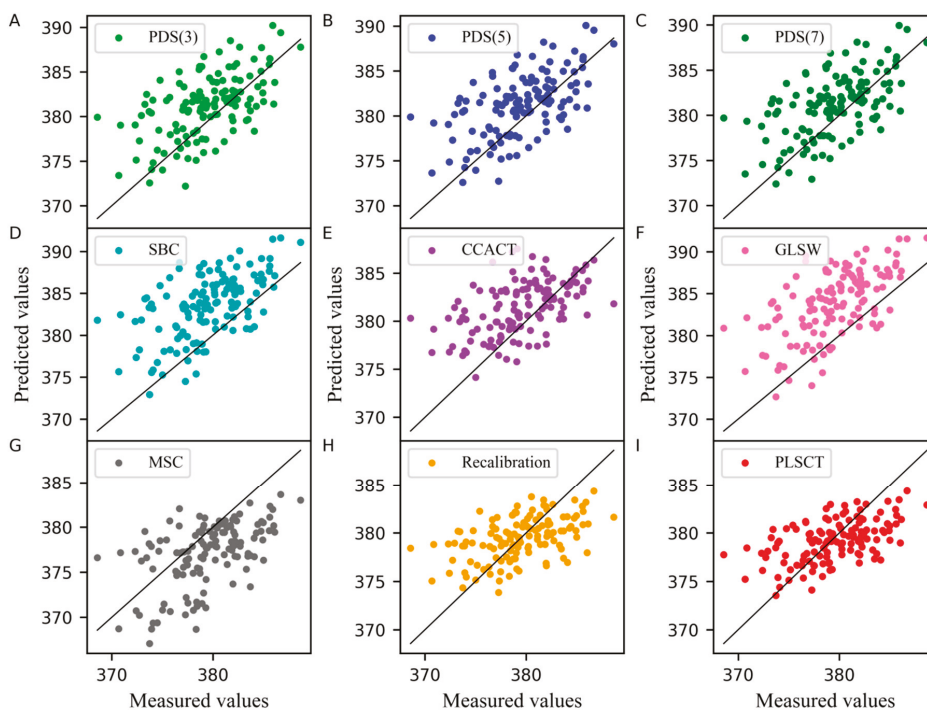 A
B
C
PDS(3)
PDS(5)
PDS(7)
390
385
380
375
370
390
385
380
375
370
390
385
380
375
370
D
E
F
SBC
CCACT
GLSW
390
385
380
375
370
385
380
375
370
390
385
380
375
370
Predicted values
Predicted values
Predicted values
G
H
I
MSC
Recalibration
PLSCT
385
380
375
370
385
380
375
370
385
380
375
370
370
380
370
380
370
380
Measured values
Measured values
Measured values